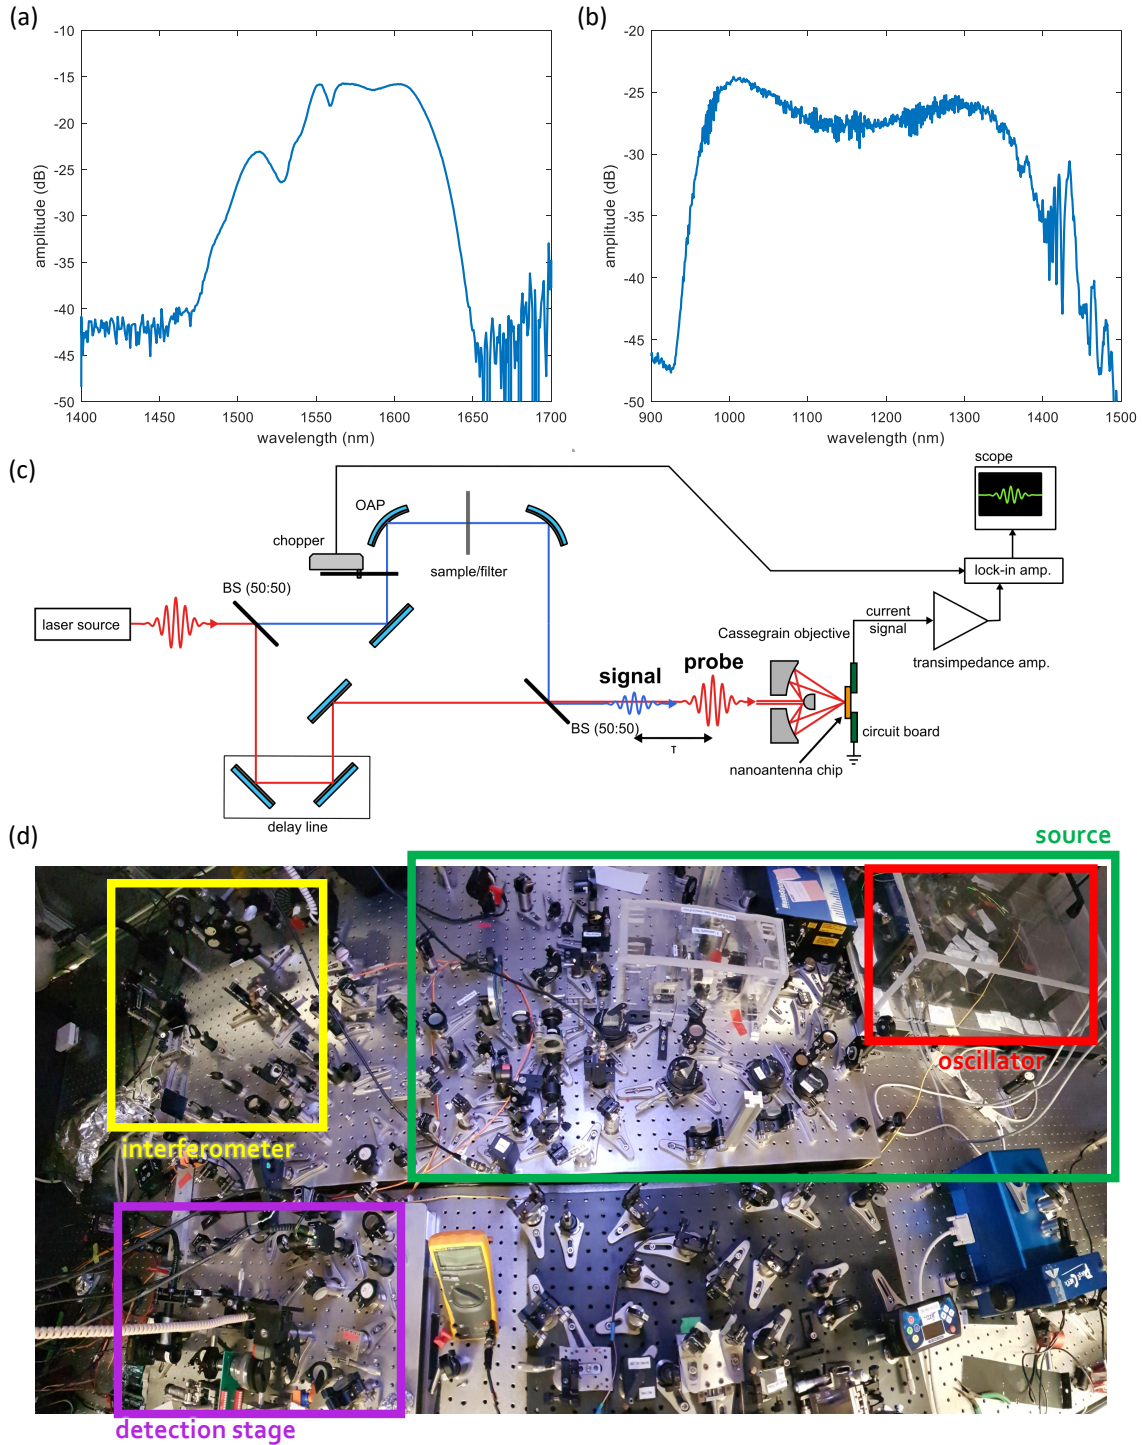 (a)
-10
-15
-20
-25
-30
-35
-40
-45
-50
amplitude (dB)
1400 1450 1500 1550 1600 1650 1700
wavelength (nm)
(b)
-20
-25
-30
-35
-40
-45
-50
amplitude (dB)
900 1000 1100 1200 1300 1400 1500
wavelength (nm)
(c)
scope
OAP
chopper
sample/filter
lock-in amp.
BS (50:50)
laser source
current
signal
Cassegrain objective
transimpedance amp.
signal
probe
BS (50:50)
τ
circuit board
nanoantenna chip
delay line
(d)
source
oscillator
interferometer
detection stage